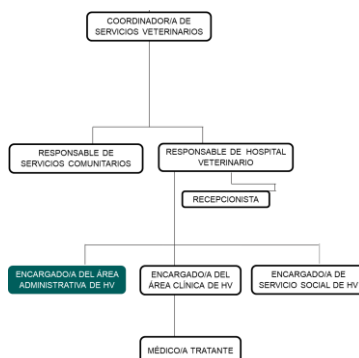 COORDINADOR/A DE
SERVICIOS VETERINARIOS
RESPONSABLE DE
SERVICIOS COMUNITARIOS
RESPONSABLE DE HOSPITAL
VETERINARIO
RECEPCIONISTA
ENCARGADO/A DEL ÁREA
ADMINISTRATIVA DE HV
ENCARGADO/A DEL
ÁREA CLÍNICA DE HV
ENCARGADO/A DE
SERVICIO SOCIAL DE HV
MÉDICO/A TRATANTE